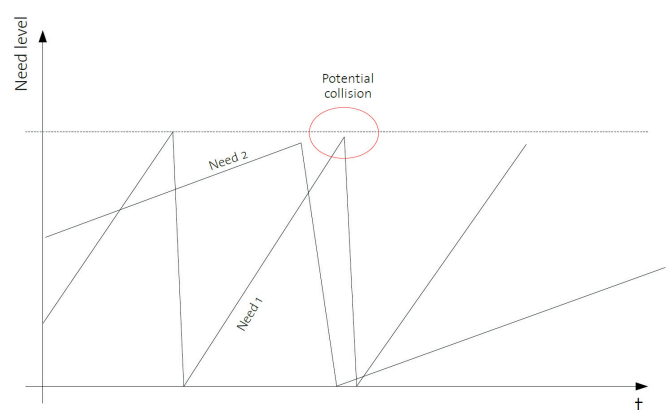 Need level
Potential
collision
Need 2
Need 1
t